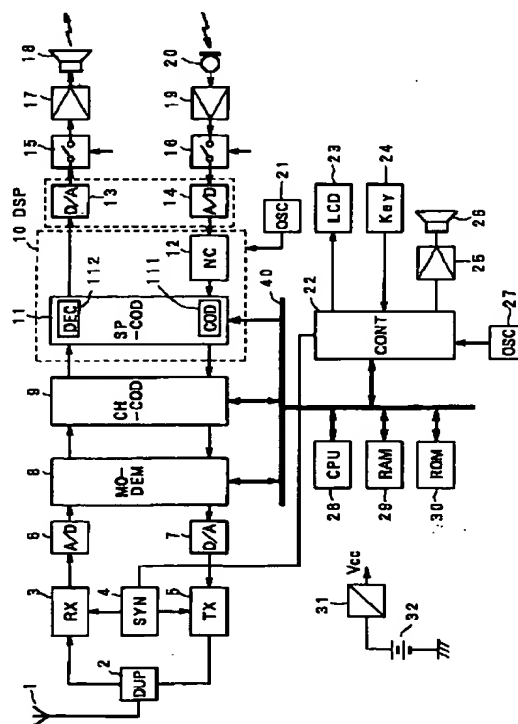 1
2
DUP
3
RX
4
SYN
5
TX
6
A/D
7
D/A
8
MO-
DEM
9
CH
-COD
10 DSP
11
SP
-COD
DEC
112
111
COD
12
NC
13
D/A
14
A/D
15
16
17
18
19
20
21
OSC
40
22
CONT
23
LCD
24
Key
25
26
27
OSC
28
CPU
29
RAM
30
ROM
31
Vcc
32